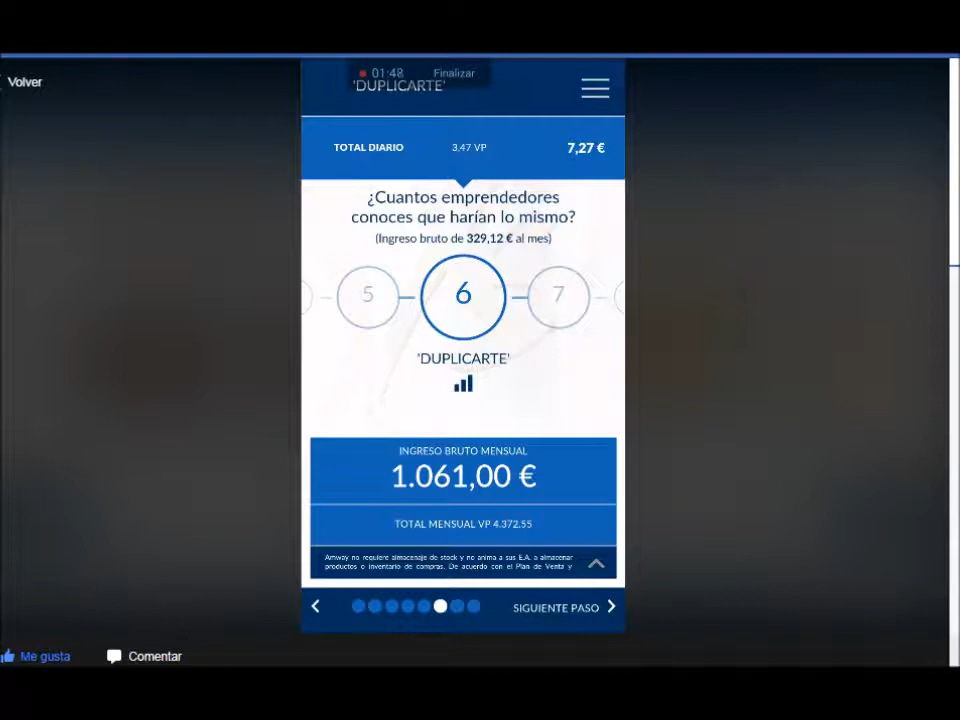 Volver
01:48 Finalizar
'DUPLICARTE'
TOTAL DIARIO 3,47 VP 7,27 €
¿Cuantos emprendedores
conoces que harían lo mismo?
(Ingreso bruto de 329,12 € al mes)
5 6 7
'DUPLICARTE'
INGRESO BRUTO MENSUAL
1.061,00 €
TOTAL MENSUAL VP 4.372,55
Amway no requiere almacenaje de stock y no anima a sus E.A. a almacenar
productos o inventario de compras. De acuerdo con el Plan de Venta y
SIGUIENTE PASO
Me gusta Comentar